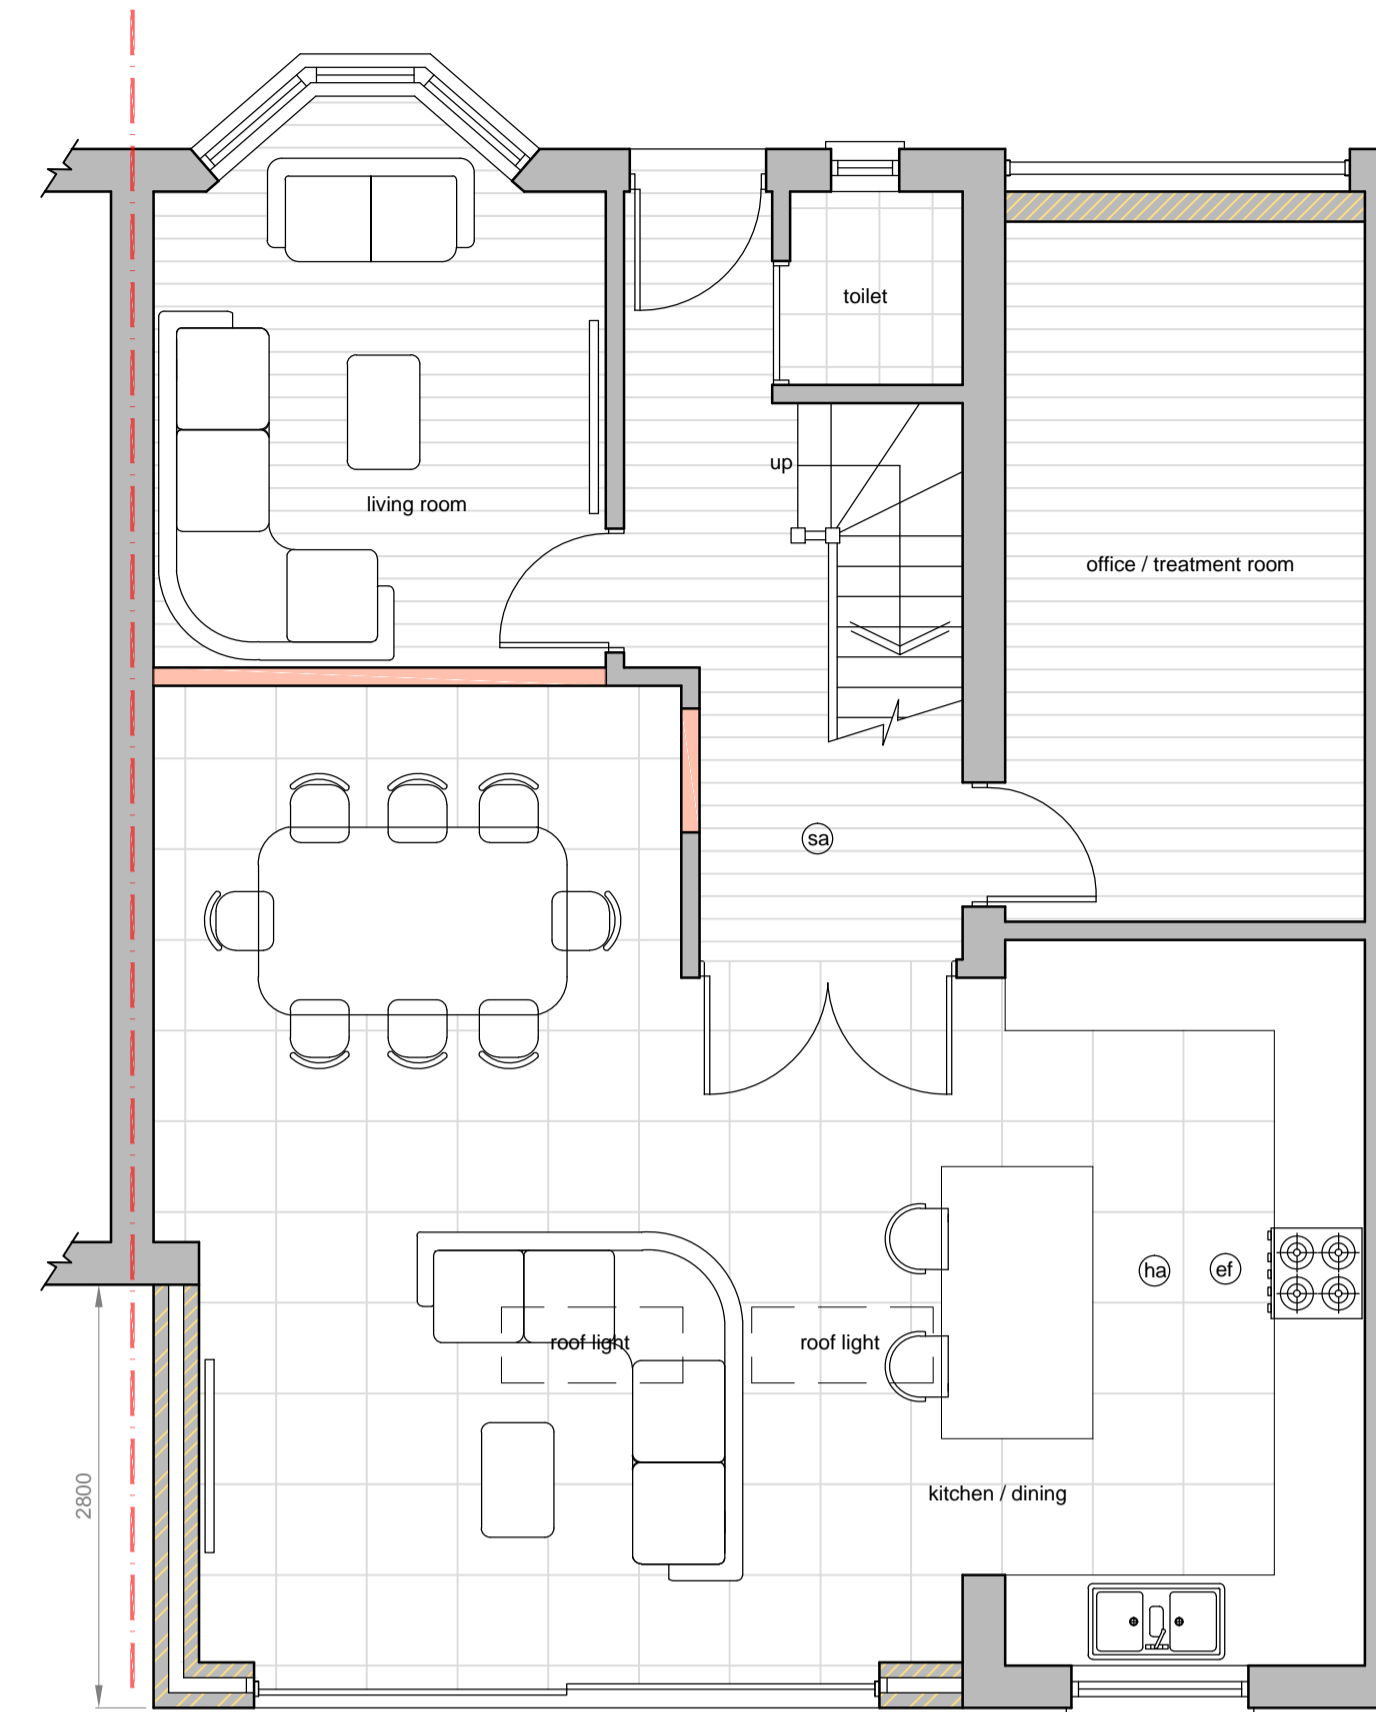 toilet
up
living room
office / treatment room
sa
ha
ef
roof light
roof light
kitchen / dining
2800